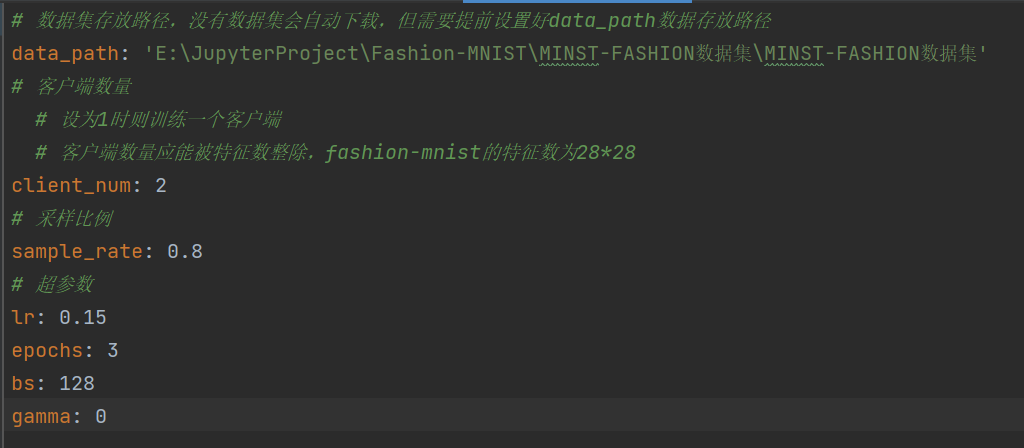 # 数据集存放路径，没有数据集会自动下载，但需要提前设置好data_path数据存放路径
data_path: 'E:\JupyterProject\Fashion-MNIST\MINST-FASHION数据集\MINST-FASHION数据集'
# 客户端数量
# 设为1时则训练一个客户端
# 客户端数量应能被特征数整除，fashion-mnist的特征数为28*28
client_num: 2
# 采样比例
sample_rate: 0.8
# 超参数
lr: 0.15
epochs: 3
bs: 128
gamma: 0